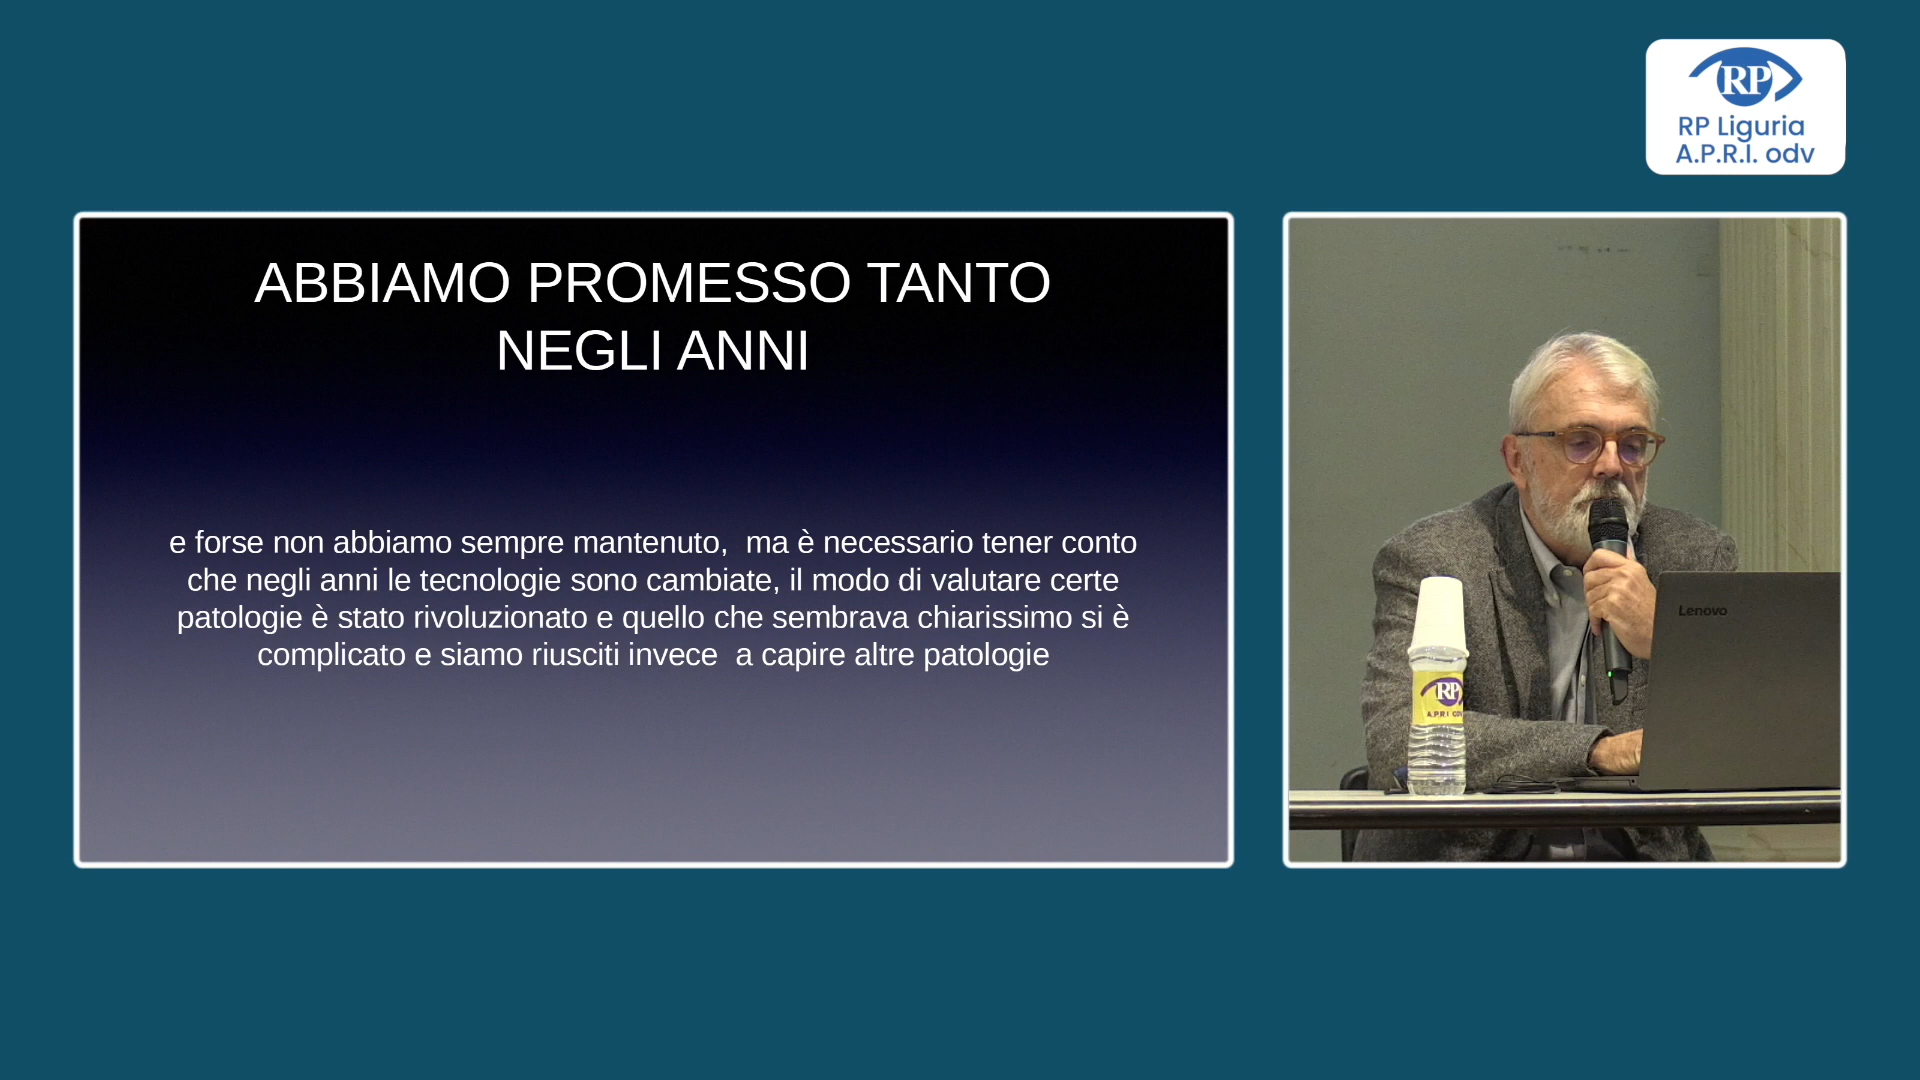 RP
RP Liguria
A.P.R.I. odv
ABBIAMO PROMESSO TANTO
NEGLI ANNI
e forse non abbiamo sempre mantenuto,  ma è necessario tener conto
che negli anni le tecnologie sono cambiate, il modo di valutare certe
patologie è stato rivoluzionato e quello che sembrava chiarissimo si è
complicato e siamo riusciti invece  a capire altre patologie
Lenovo
RP
A.P.R.I